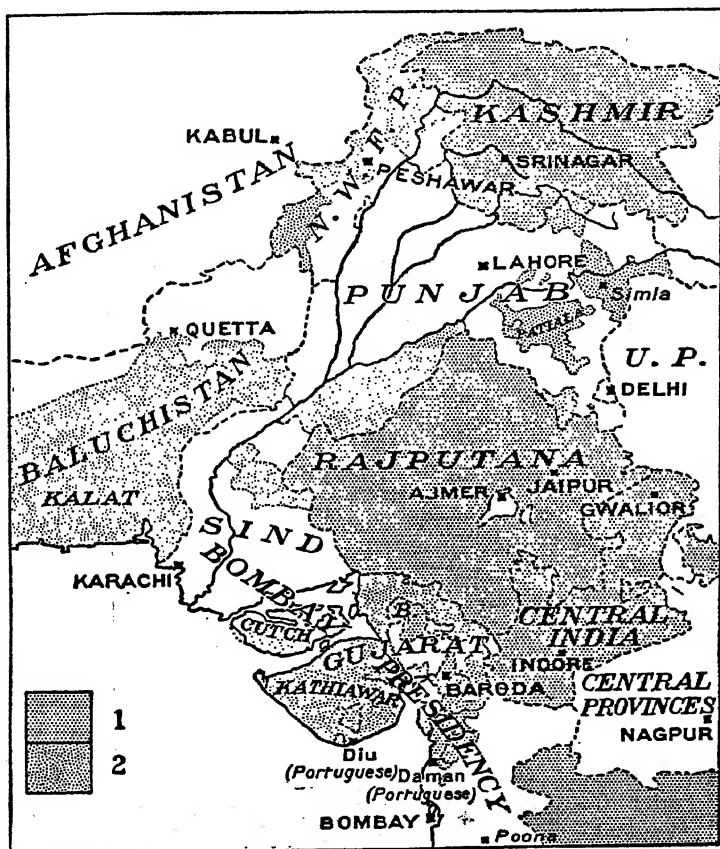 KASHMIR
KABUL
N. W. F. P.
SRINAGAR
PESHAWAR
AFGHANISTAN
LAHORE
PUNJAB
Simla
PATIALA
QUETTA
U. P.
DELHI
BALUCHISTAN
RAJPUTANA
KALAT
AJMER
JAIPUR
GWALIOR
SIND
KARACHI
BOMBAY
PRESIDENCY
B
CUTCH
CENTRAL
INDIA
GUJARAT
INDORE
KATHIAWAR
BARODA
CENTRAL
PROVINCES
NAGPUR
1
2
Diu
(Portuguese)
Daman
(Portuguese)
BOMBAY
Poona